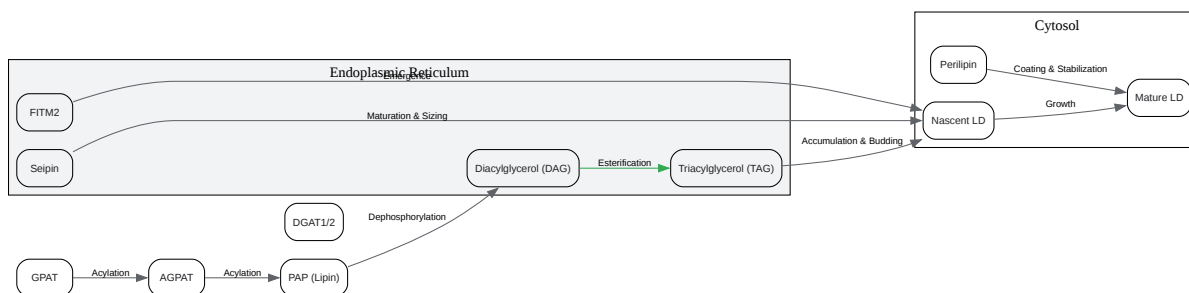 Cytosol
Perilipin
Coating & Stabilization
Mature LD
Endoplasmic Reticulum
Emergence
FITM2
Nascent LD
Growth
Maturation & Sizing
Accumulation & Budding
Seipin
Diacylglycerol (DAG)
Esterification
Triacylglycerol (TAG)
DGAT1/2
Dephosphorylation
GPAT
Acylation
AGPAT
Acylation
PAP (Lipin)